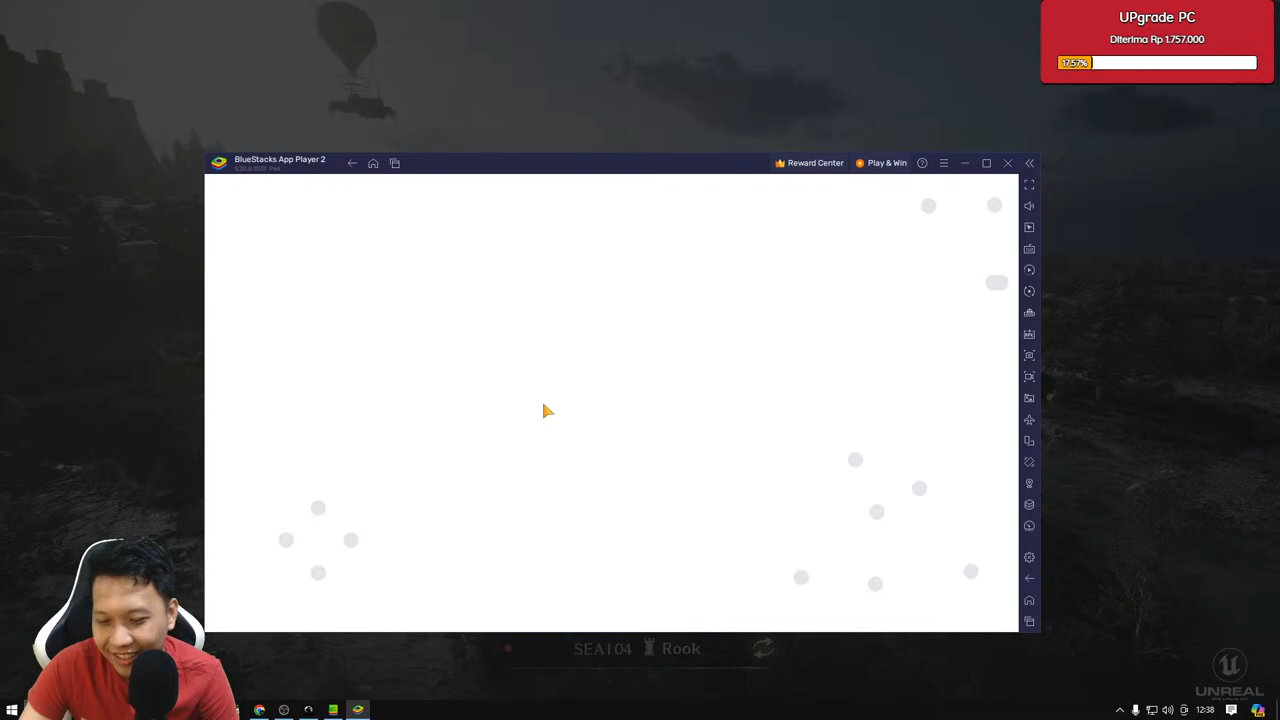 UPgrade PC
Diterima Rp 1.757.000
17.57%
BlueStacks App Player 2
Reward Center
Play & Win
SEA104 Rook
UNREAL
12:38